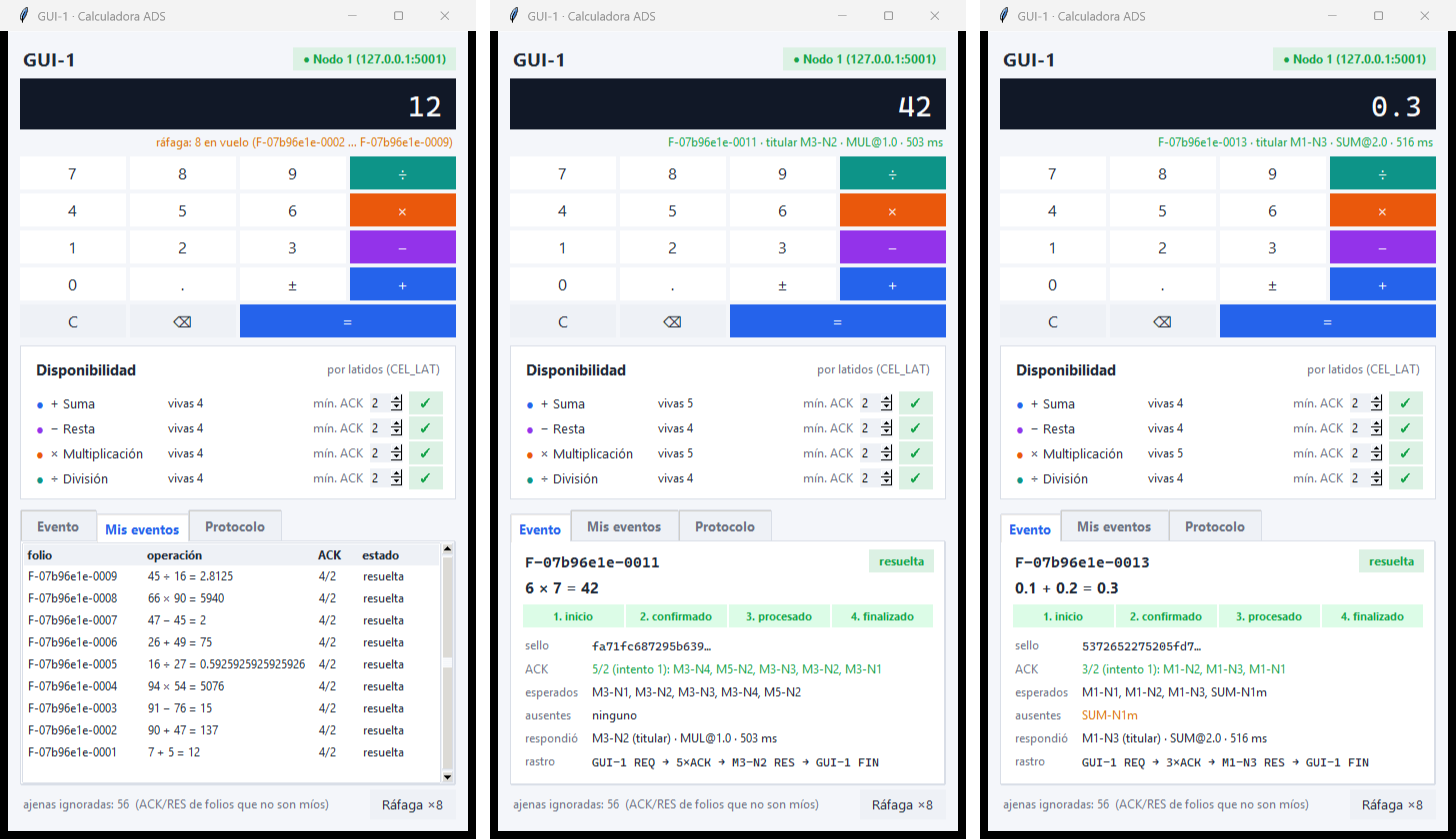 GUI-1 · Calculadora ADS
GUI-1
● Nodo 1 (127.0.0.1:5001)
12
ráfaga: 8 en vuelo (F-07b96e1e-0002 ... F-07b96e1e-0009)
7 8 9 ÷
4 5 6 ×
1 2 3 −
0 . ± +
C ⌫ =
Disponibilidad por latidos (CEL_LAT)
● + Suma vivas 4 mín. ACK 2 ✓
● − Resta vivas 4 mín. ACK 2 ✓
● × Multiplicación vivas 4 mín. ACK 2 ✓
● ÷ División vivas 4 mín. ACK 2 ✓
Evento Mis eventos Protocolo
folio operación ACK estado
F-07b96e1e-0009 45 ÷ 16 = 2.8125 4/2 resuelta
F-07b96e1e-0008 66 × 90 = 5940 4/2 resuelta
F-07b96e1e-0007 47 − 45 = 2 4/2 resuelta
F-07b96e1e-0006 26 + 49 = 75 4/2 resuelta
F-07b96e1e-0005 16 ÷ 27 = 0.5925925925925926 4/2 resuelta
F-07b96e1e-0004 94 × 54 = 5076 4/2 resuelta
F-07b96e1e-0003 91 − 76 = 15 4/2 resuelta
F-07b96e1e-0002 90 + 47 = 137 4/2 resuelta
F-07b96e1e-0001 7 + 5 = 12 4/2 resuelta
ajenas ignoradas: 56 (ACK/RES de folios que no son míos) Ráfaga ×8
GUI-1 · Calculadora ADS
GUI-1
● Nodo 1 (127.0.0.1:5001)
42
F-07b96e1e-0011 · titular M3-N2 · MUL@1.0 · 503 ms
7 8 9 ÷
4 5 6 ×
1 2 3 −
0 . ± +
C ⌫ =
Disponibilidad por latidos (CEL_LAT)
● + Suma vivas 5 mín. ACK 2 ✓
● − Resta vivas 4 mín. ACK 2 ✓
● × Multiplicación vivas 5 mín. ACK 2 ✓
● ÷ División vivas 4 mín. ACK 2 ✓
Evento Mis eventos Protocolo
F-07b96e1e-0011 resuelta
6 × 7 = 42
1. inicio 2. confirmado 3. procesado 4. finalizado
sello fa71fc687295b639…
ACK 5/2 (intento 1): M3-N4, M5-N2, M3-N3, M3-N2, M3-N1
esperados M3-N1, M3-N2, M3-N3, M3-N4, M5-N2
ausentes ninguno
respondió M3-N2 (titular) · MUL@1.0 · 503 ms
rastro GUI-1 REQ → 5×ACK → M3-N2 RES → GUI-1 FIN
ajenas ignoradas: 56 (ACK/RES de folios que no son míos) Ráfaga ×8
GUI-1 · Calculadora ADS
GUI-1
● Nodo 1 (127.0.0.1:5001)
0.3
F-07b96e1e-0013 · titular M1-N3 · SUM@2.0 · 516 ms
7 8 9 ÷
4 5 6 ×
1 2 3 −
0 . ± +
C ⌫ =
Disponibilidad por latidos (CEL_LAT)
● + Suma vivas 4 mín. ACK 2 ✓
● − Resta vivas 4 mín. ACK 2 ✓
● × Multiplicación vivas 5 mín. ACK 2 ✓
● ÷ División vivas 4 mín. ACK 2 ✓
Evento Mis eventos Protocolo
F-07b96e1e-0013 resuelta
0.1 + 0.2 = 0.3
1. inicio 2. confirmado 3. procesado 4. finalizado
sello 5372652275205fd7…
ACK 3/2 (intento 1): M1-N2, M1-N3, M1-N1
esperados M1-N1, M1-N2, M1-N3, SUM-N1m
ausentes SUM-N1m
respondió M1-N3 (titular) · SUM@2.0 · 516 ms
rastro GUI-1 REQ → 3×ACK → M1-N3 RES → GUI-1 FIN
ajenas ignoradas: 56 (ACK/RES de folios que no son míos) Ráfaga ×8